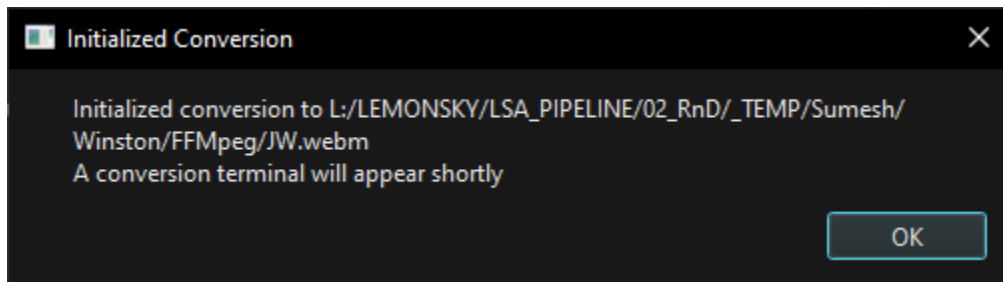 Initialized Conversion
Initialized conversion to L:/LEMONSKY/LSA_PIPELINE/02_RnD/_TEMP/Sumesh/
Winston/FFMpeg/JW.webm
A conversion terminal will appear shortly
OK